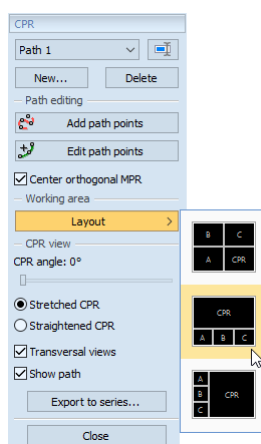 CPR
Path 1
New... Delete
Path editing
Add path points
Edit path points
Center orthogonal MPR
Working area
Layout >
CPR view
CPR angle: 0°
Stretched CPR
Straightened CPR
Transversal views
Show path
Export to series...
Close
B C
A CPR
CPR
A B C
A
B CPR
C